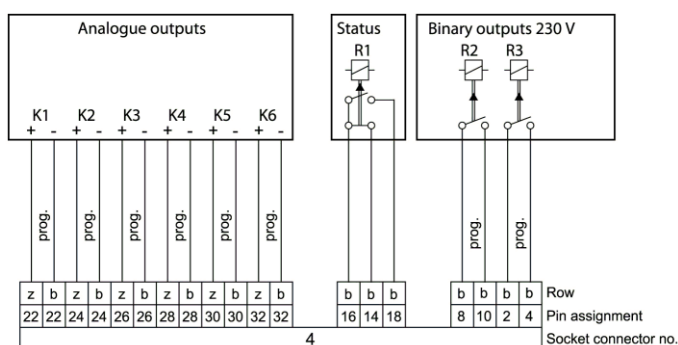 Analogue outputs Status Binary outputs 230 V
R1 R2 R3
K1 K2 K3 K4 K5 K6
+ - + - + - + - + - + -
prog. prog. prog. prog. prog. prog. prog. prog.
z b z b z b z b z b z b b b b b b b b Row
22 22 24 24 26 26 28 28 30 30 32 32 16 14 18 8 10 2 4 Pin assignment
4 Socket connector no.